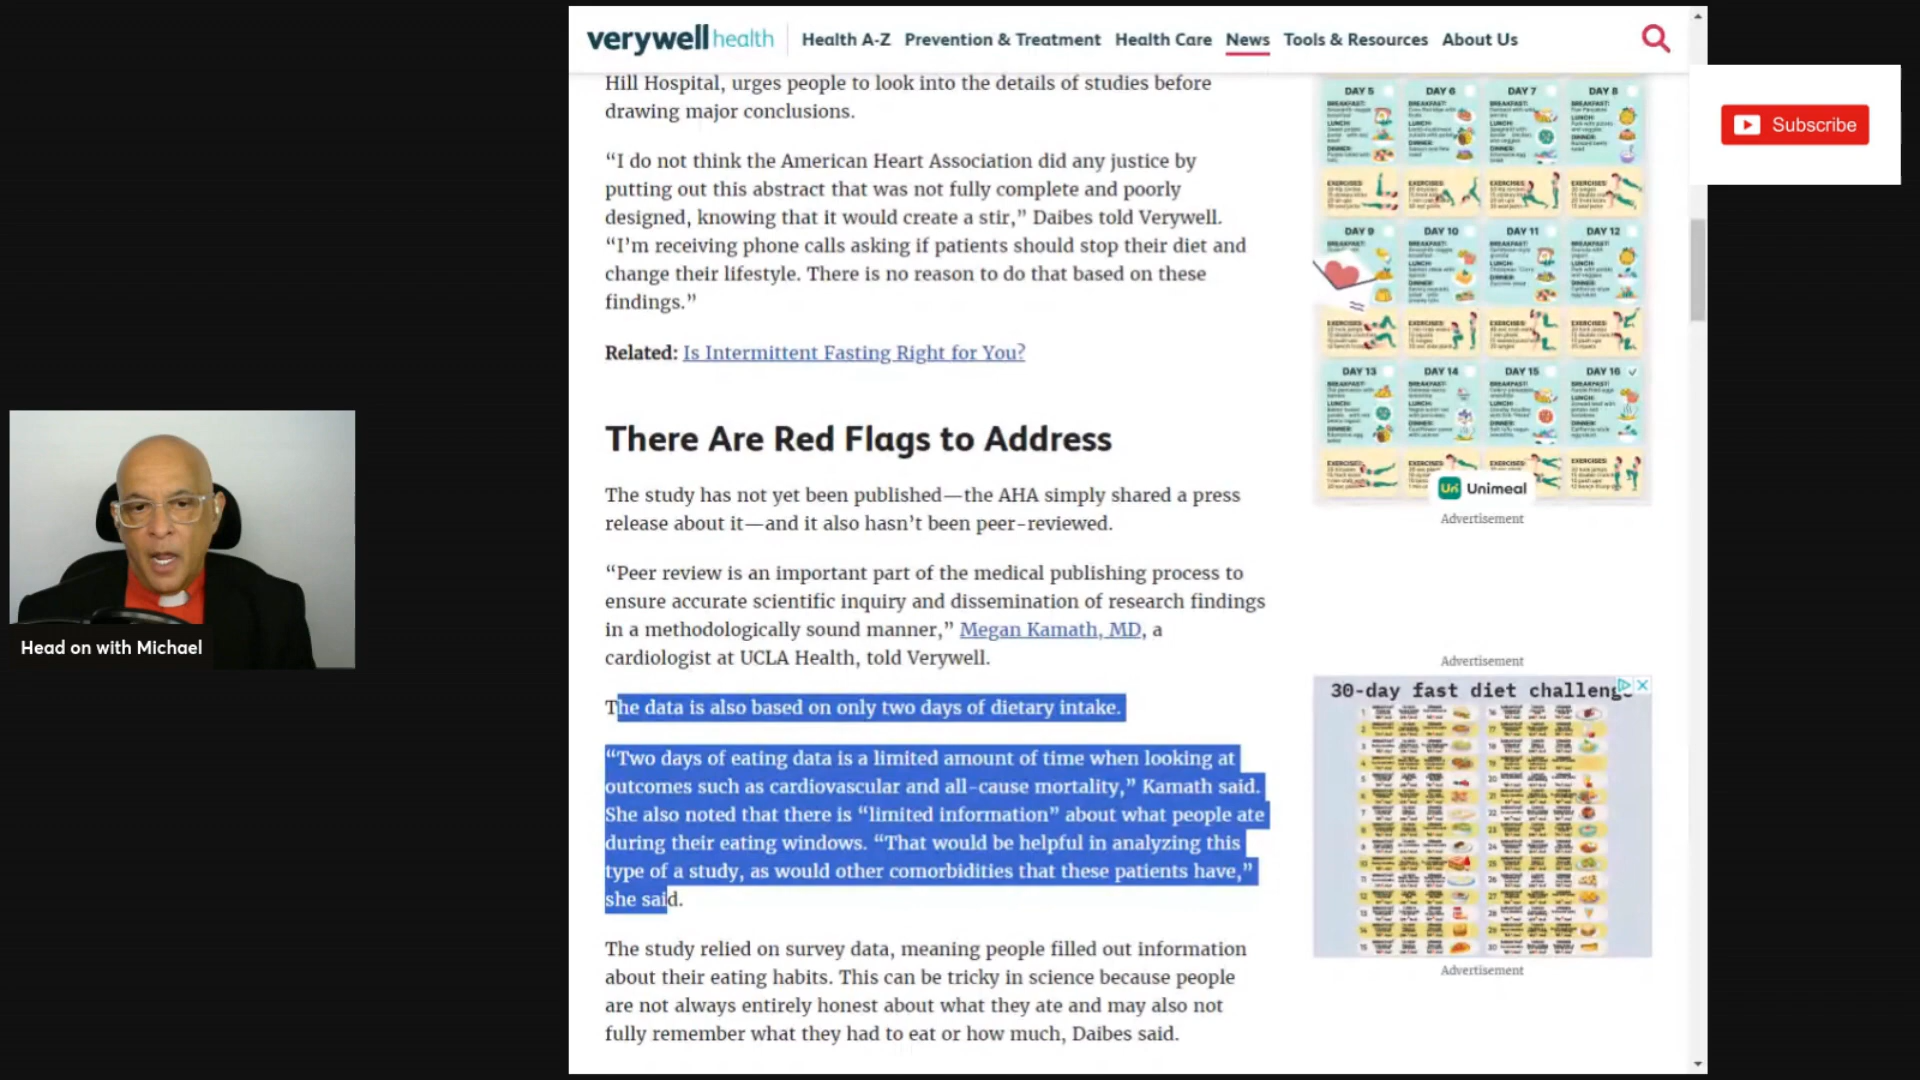 verywell health
Health A-Z
Prevention & Treatment
Health Care
News
Tools & Resources
About Us
Subscribe
Hill Hospital, urges people to look into the details of studies before
drawing major conclusions.
“I do not think the American Heart Association did any justice by
putting out this abstract that was not fully complete and poorly
designed, knowing that it would create a stir,” Daibes told Verywell.
“I’m receiving phone calls asking if patients should stop their diet and
change their lifestyle. There is no reason to do that based on these
findings.”
Related: Is Intermittent Fasting Right for You?
There Are Red Flags to Address
The study has not yet been published—the AHA simply shared a press
release about it—and it also hasn’t been peer-reviewed.
“Peer review is an important part of the medical publishing process to
ensure accurate scientific inquiry and dissemination of research findings
in a methodologically sound manner,” Megan Kamath, MD, a
cardiologist at UCLA Health, told Verywell.
The data is also based on only two days of dietary intake.
“Two days of eating data is a limited amount of time when looking at
outcomes such as cardiovascular and all-cause mortality,” Kamath said.
She also noted that there is “limited information” about what people ate
during their eating windows. “That would be helpful in analyzing this
type of a study, as would other comorbidities that these patients have,”
she said.
The study relied on survey data, meaning people filled out information
about their eating habits. This can be tricky in science because people
are not always entirely honest about what they ate and may also not
fully remember what they had to eat or how much, Daibes said.
DAY 5
DAY 6
DAY 7
DAY 8
DAY 9
DAY 10
DAY 11
DAY 12
DAY 13
DAY 14
DAY 15
DAY 16
Unimeal
Advertisement
Advertisement
30-day fast diet challenge
Advertisement
Head on with Michael